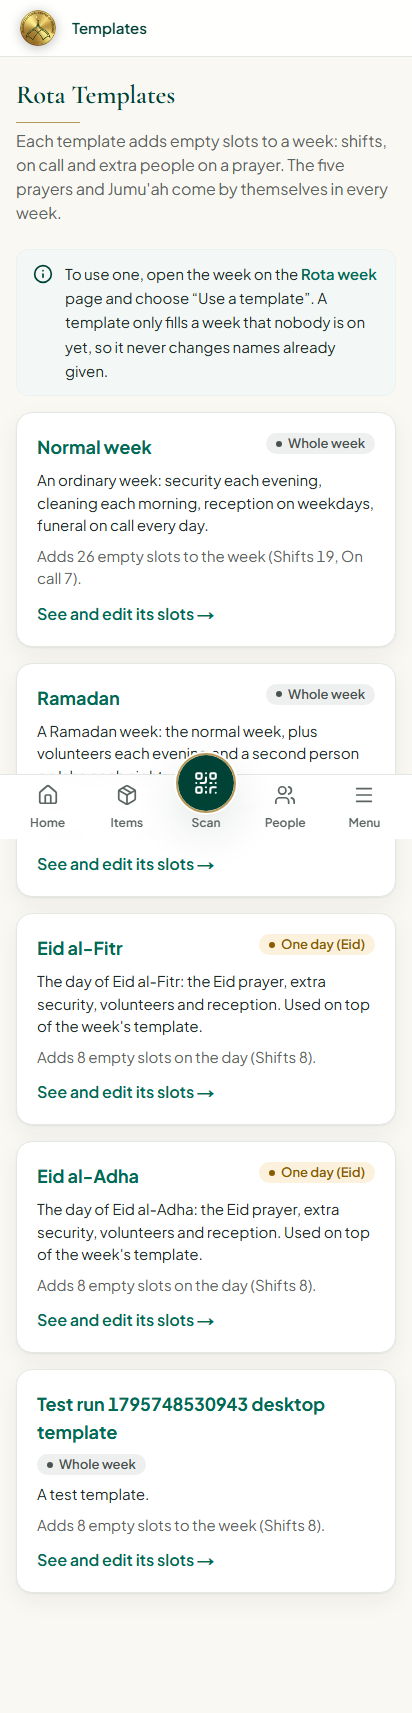 Templates
Rota Templates
Each template adds empty slots to a week: shifts,
on call and extra people on a prayer. The five
prayers and Jumu'ah come by themselves in every
week.
To use one, open the week on the Rota week
page and choose “Use a template”. A
template only fills a week that nobody is on
yet, so it never changes names already
given.
Normal week
Whole week
An ordinary week: security each evening,
cleaning each morning, reception on weekdays,
funeral on call every day.
Adds 26 empty slots to the week (Shifts 19, On
call 7).
See and edit its slots →
Ramadan
Whole week
A Ramadan week: the normal week, plus
volunteers each evening and a second person
Home
Items
Scan
People
Menu
See and edit its slots →
Eid al-Fitr
One day (Eid)
The day of Eid al-Fitr: the Eid prayer, extra
security, volunteers and reception. Used on top
of the week's template.
Adds 8 empty slots on the day (Shifts 8).
See and edit its slots →
Eid al-Adha
One day (Eid)
The day of Eid al-Adha: the Eid prayer, extra
security, volunteers and reception. Used on top
of the week's template.
Adds 8 empty slots on the day (Shifts 8).
See and edit its slots →
Test run 1795748530943 desktop
template
Whole week
A test template.
Adds 8 empty slots to the week (Shifts 8).
See and edit its slots →